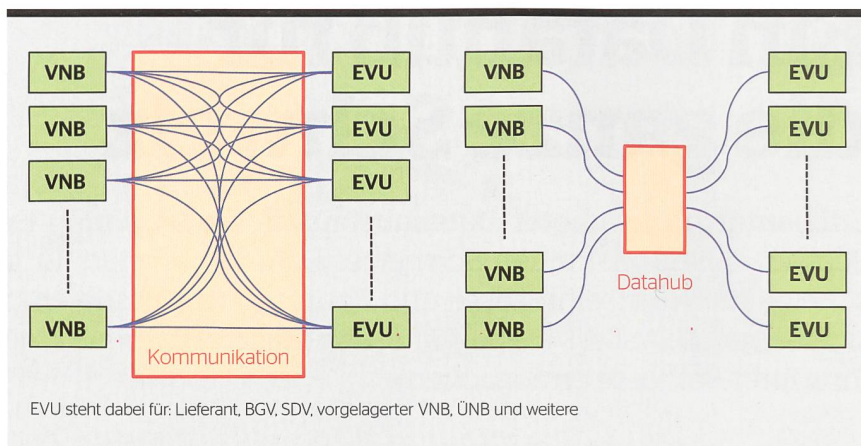 VNB EVU VNB EVU
VNB EVU VNB EVU
VNB EVU
VNB EVU
Datahub
VNB EVU VNB EVU
Kommunikation
EVU steht dabei für: Lieferant, BGV, SDV, vorgelagerter VNB, ÜNB und weitere